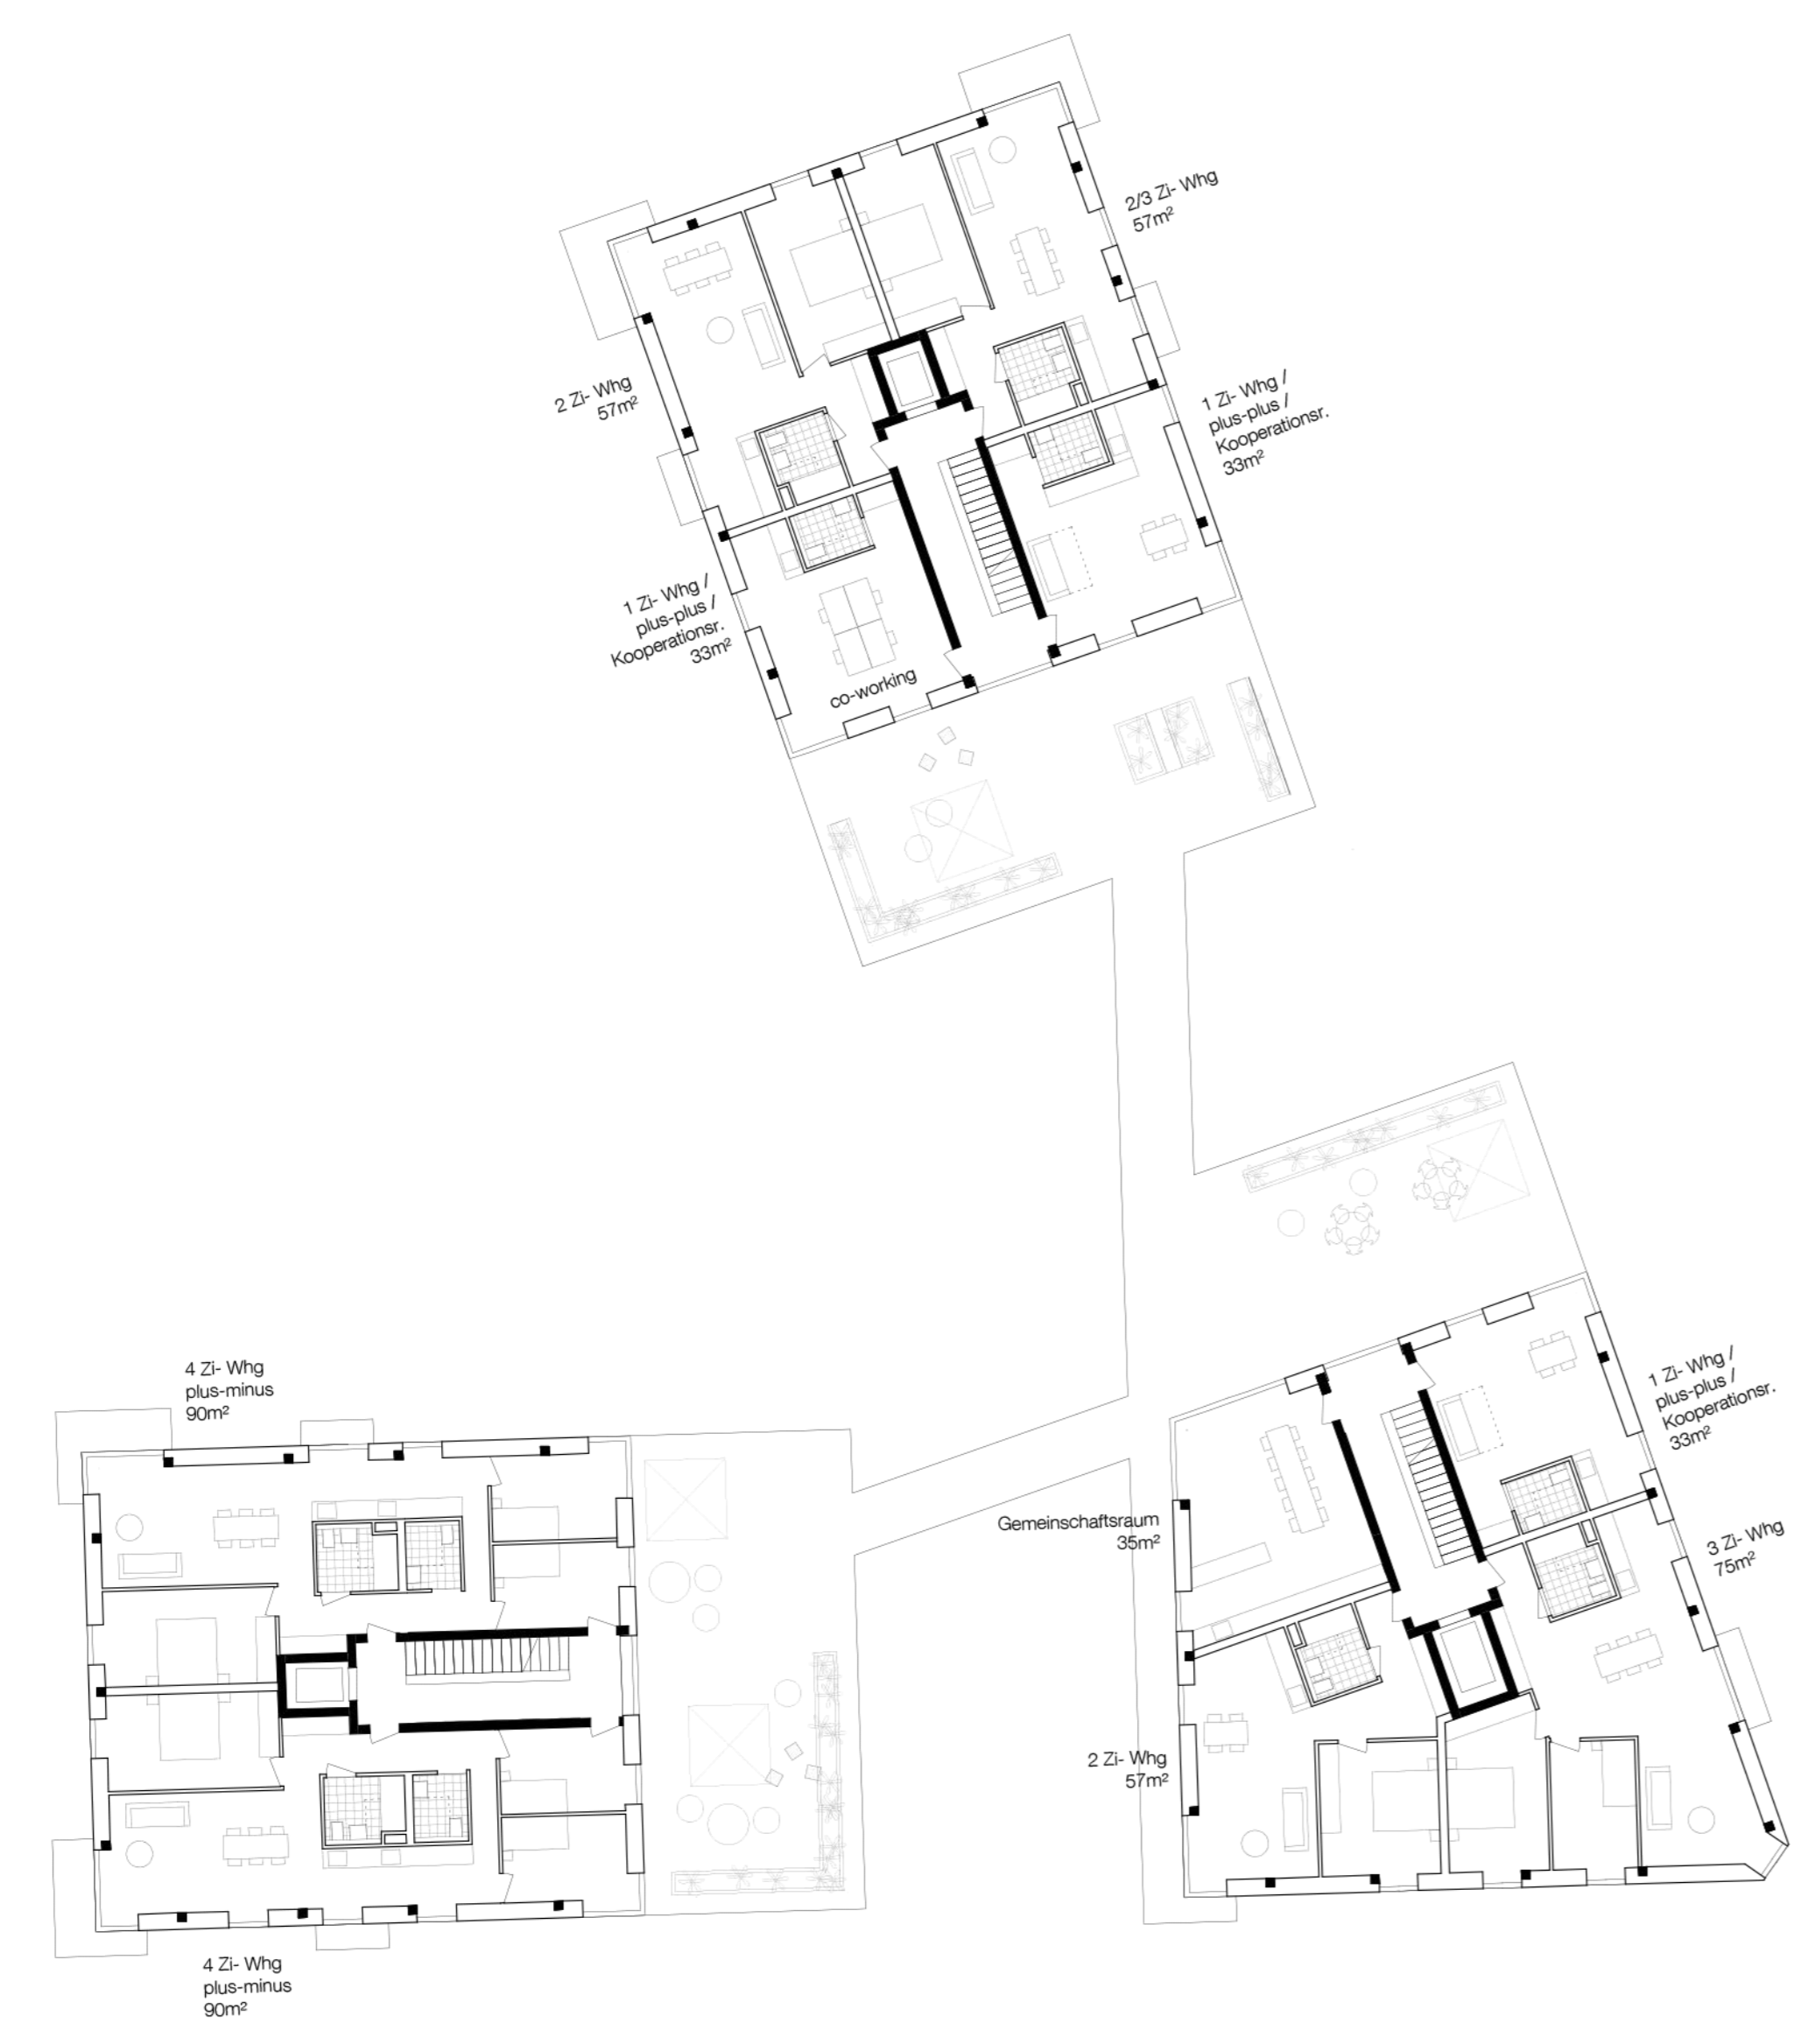 2/3 Zi- Whg
57m²
2 Zi- Whg
57m²
1 Zi- Whg /
plus-plus /
Kooperationsr.
33m²
1 Zi- Whg /
plus-plus /
Kooperationsr.
33m²
co-working
4 Zi- Whg
plus-minus
90m²
1 Zi- Whg /
plus-plus /
Kooperationsr.
33m²
Gemeinschaftsraum
35m²
3 Zi- Whg
75m²
2 Zi- Whg
57m²
4 Zi- Whg
plus-minus
90m²